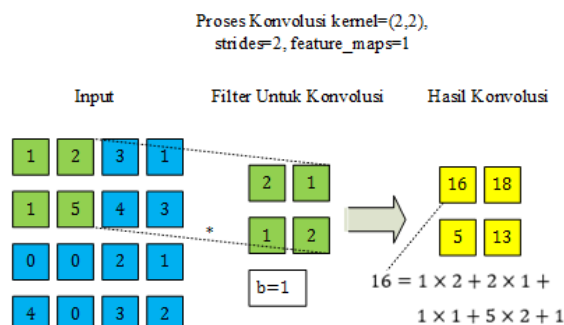 Proses Konvolusi kernel=(2,2),
strides=2, feature_maps=1
Input
Filter Untuk Konvolusi
Hasil Konvolusi
1 2 3 1
1 5 4 3
0 0 2 1
4 0 3 2
*
2 1
1 2
b=1
16 18
5 13
16 = 1 × 2 + 2 × 1 +
1 × 1 + 5 × 2 + 1